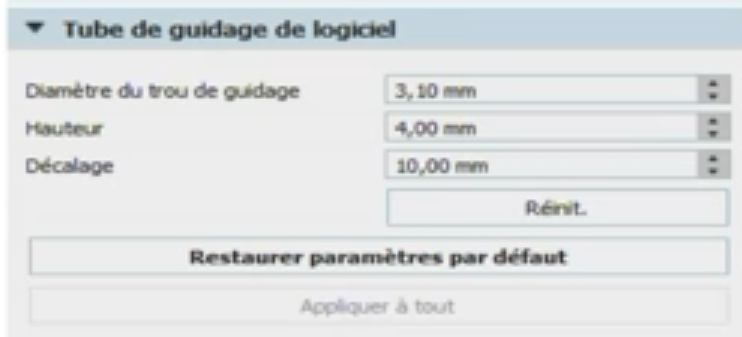 Tube de guidage de logiciel
Diamètre du trou de guidage 3,10 mm
Hauteur 4,00 mm
Décalage 10,00 mm
Réinit.
Restaurer paramètres par défaut
Appliquer à tout